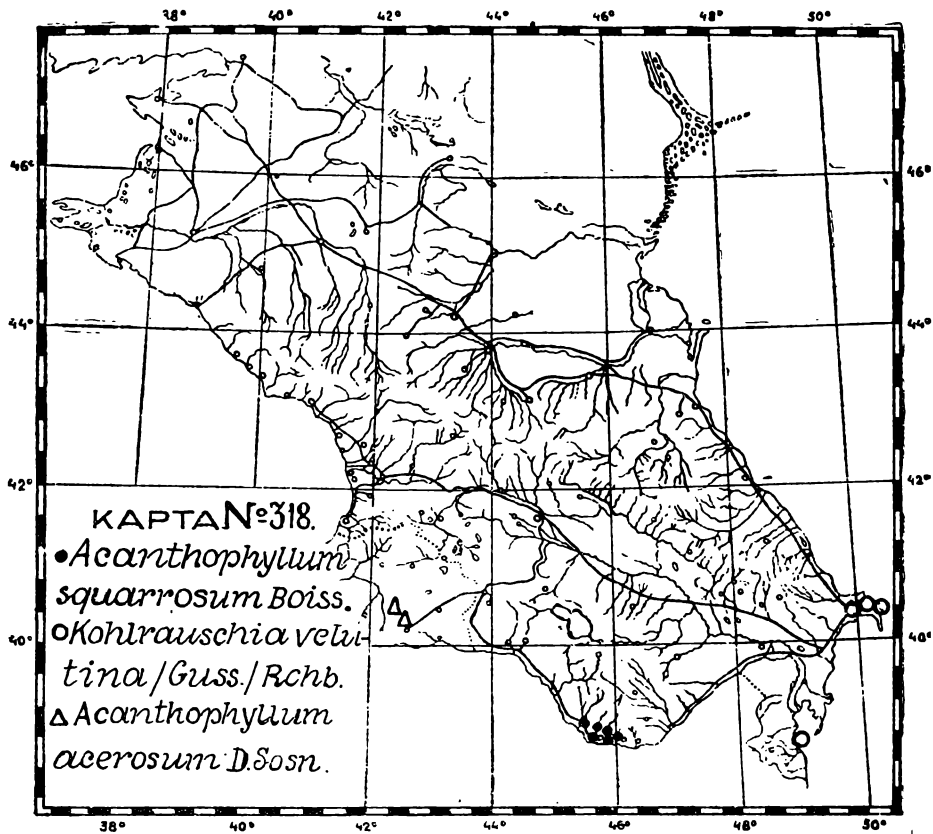 38° 40° 42° 44° 46° 48° 50°
46° 46°
44° 44°
42° 42°
КАРТА №318.
• Acanthophyllum
squarrosum Boiss.
○ Kohlrauschia velu-
tina /Guss./ Rchb.
△ Acanthophyllum
acerosum D.Sosn.
40° 40°
38° 40° 42° 44° 46° 48° 50°